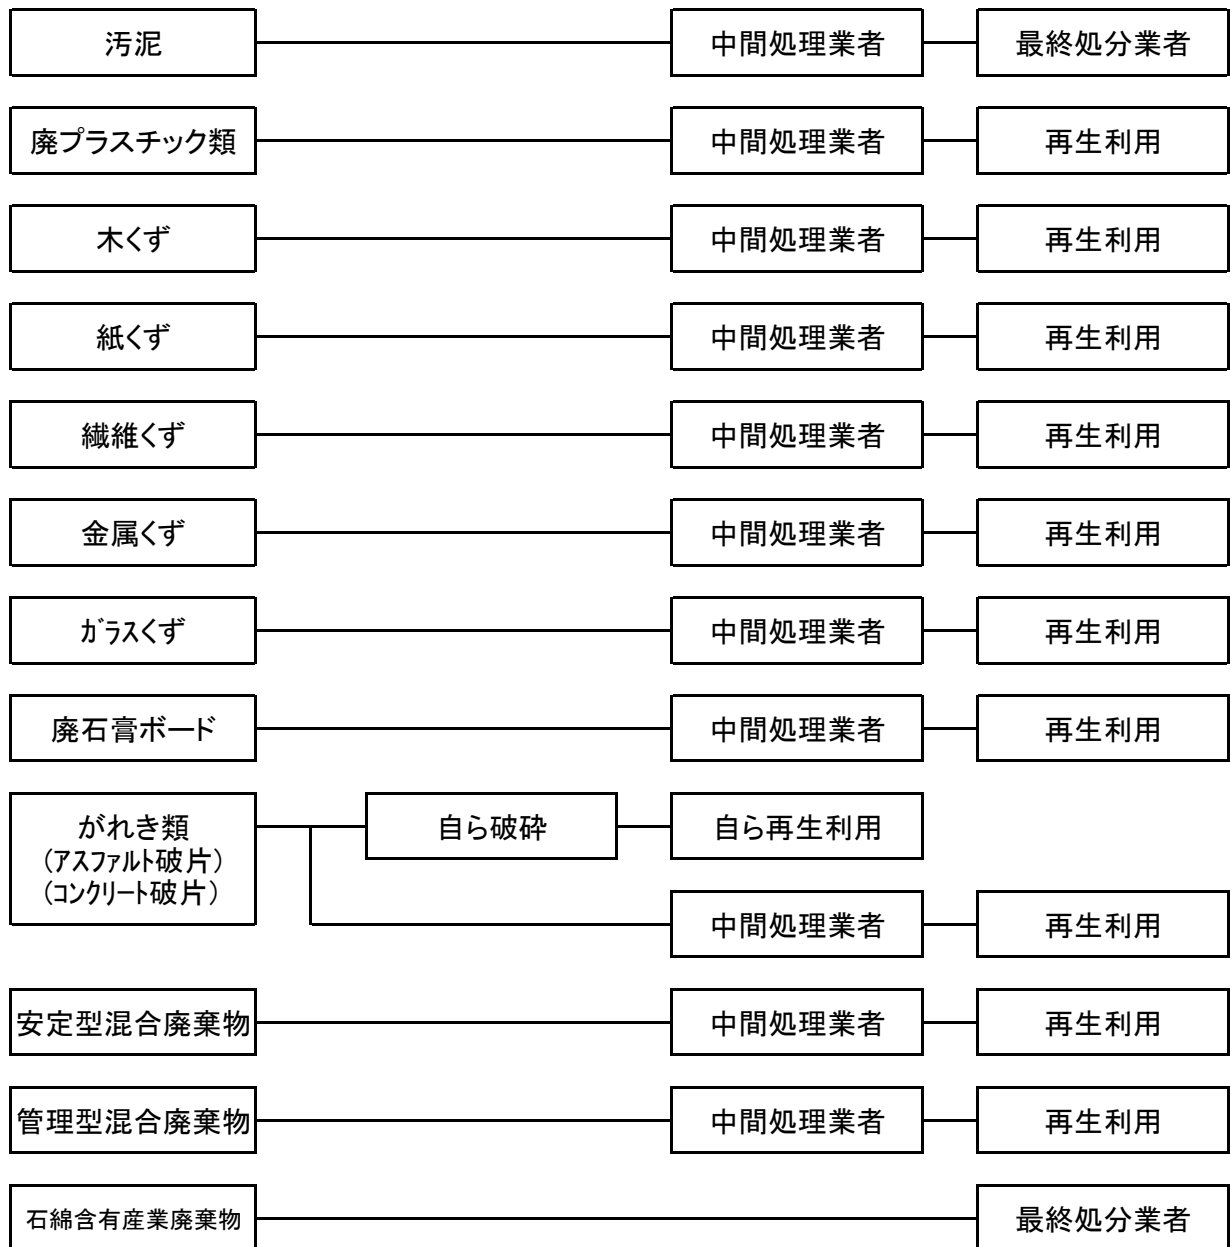 汚泥
中間処理業者
最終処分業者
廃プラスチック類
中間処理業者
再生利用
木くず
中間処理業者
再生利用
紙くず
中間処理業者
再生利用
繊維くず
中間処理業者
再生利用
金属くず
中間処理業者
再生利用
ｶﾞﾗｽくず
中間処理業者
再生利用
廃石膏ボード
中間処理業者
再生利用
がれき類
(ｱｽﾌｧﾙﾄ破片)
(ｺﾝｸﾘｰﾄ破片)
自ら破砕
自ら再生利用
中間処理業者
再生利用
安定型混合廃棄物
中間処理業者
再生利用
管理型混合廃棄物
中間処理業者
再生利用
石綿含有産業廃棄物
最終処分業者